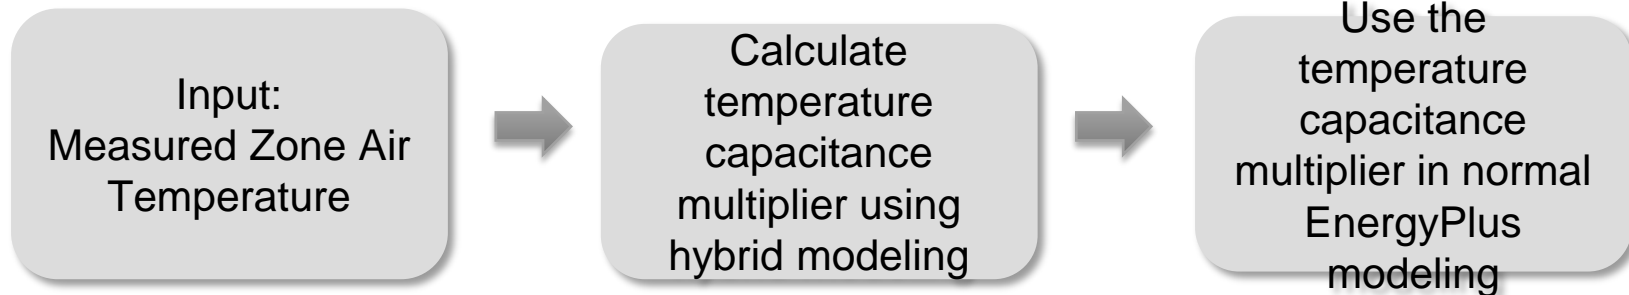 Input:
Measured Zone Air
Temperature
Calculate
temperature
capacitance
multiplier using
hybrid modeling
Use the
temperature
capacitance
multiplier in normal
EnergyPlus
modeling